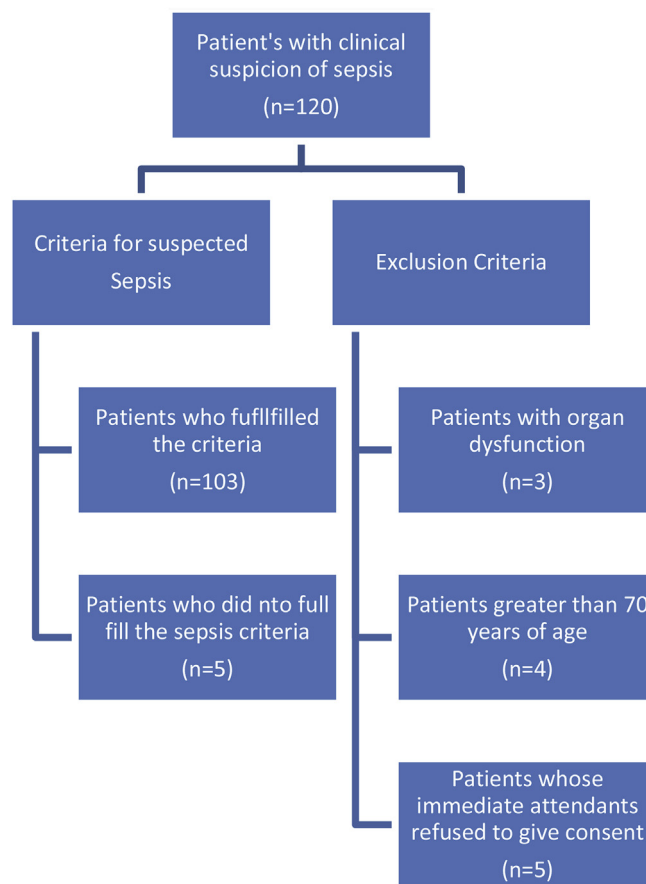 Patient's with clinical
suspicion of sepsis
(n=120)
Criteria for suspected
Sepsis
Exclusion Criteria
Patients who fufllfilled
the criteria
(n=103)
Patients with organ
dysfunction
(n=3)
Patients who did nto full
fill the sepsis criteria
(n=5)
Patients greater than 70
years of age
(n=4)
Patients whose
immediate attendants
refused to give consent
(n=5)